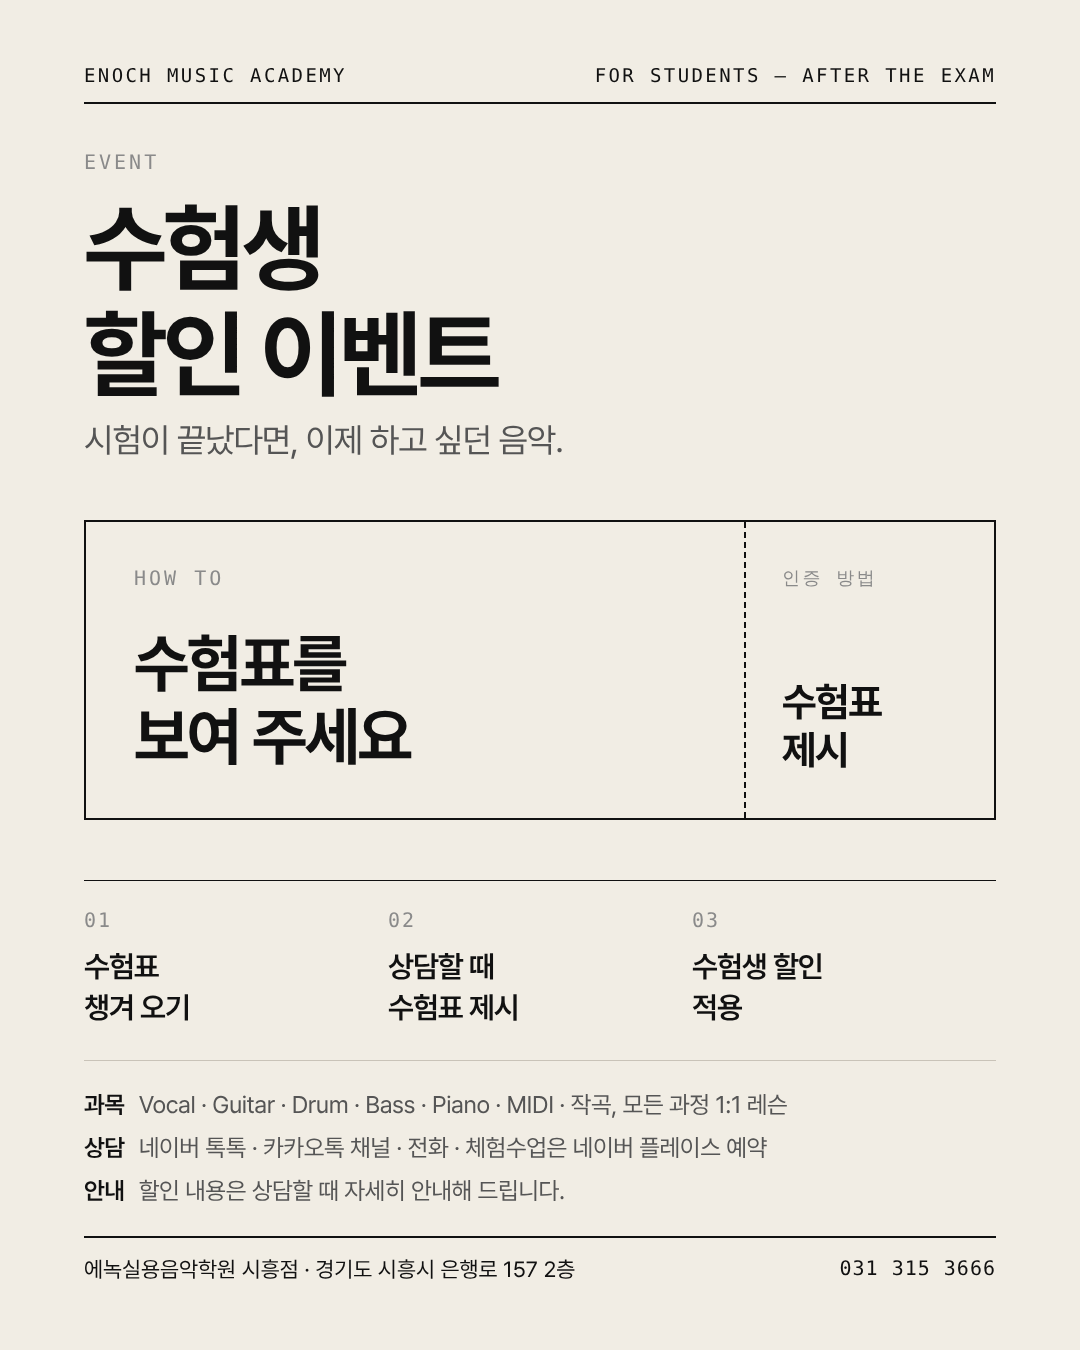 ENOCH MUSIC ACADEMY
FOR STUDENTS — AFTER THE EXAM
EVENT
수험생
할인 이벤트
시험이 끝났다면, 이제 하고 싶던 음악.
HOW TO
수험표를
보여 주세요
인증 방법
수험표
제시
01
수험표
챙겨 오기
02
상담할 때
수험표 제시
03
수험생 할인
적용
과목 Vocal · Guitar · Drum · Bass · Piano · MIDI · 작곡, 모든 과정 1:1 레슨
상담 네이버 톡톡 · 카카오톡 채널 · 전화 · 체험수업은 네이버 플레이스 예약
안내 할인 내용은 상담할 때 자세히 안내해 드립니다.
에녹실용음악학원 시흥점 · 경기도 시흥시 은행로 157 2층
031 315 3666